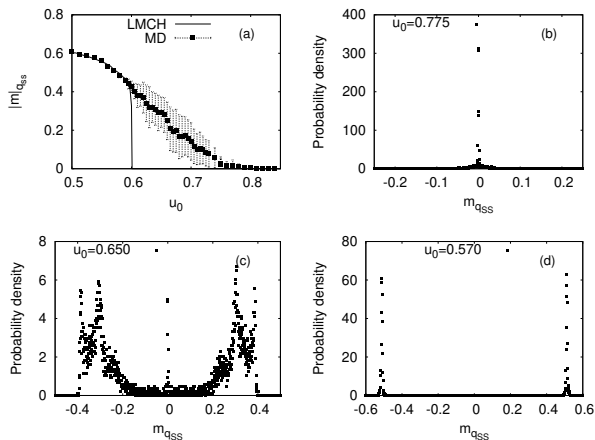 LMCH
MD
(a)
0.8
0.6
0.4
0.2
0
|m|qSS
0.5 0.6 0.7 0.8
u0
u0=0.775
(b)
400
300
200
100
0
Probability density
-0.2 -0.1 0 0.1 0.2
mqSS
u0=0.650
(c)
8
6
4
2
0
Probability density
-0.4 -0.2 0 0.2 0.4
mqSS
u0=0.570
(d)
80
60
40
20
0
Probability density
-0.6 -0.4 -0.2 0 0.2 0.4 0.6
mqSS